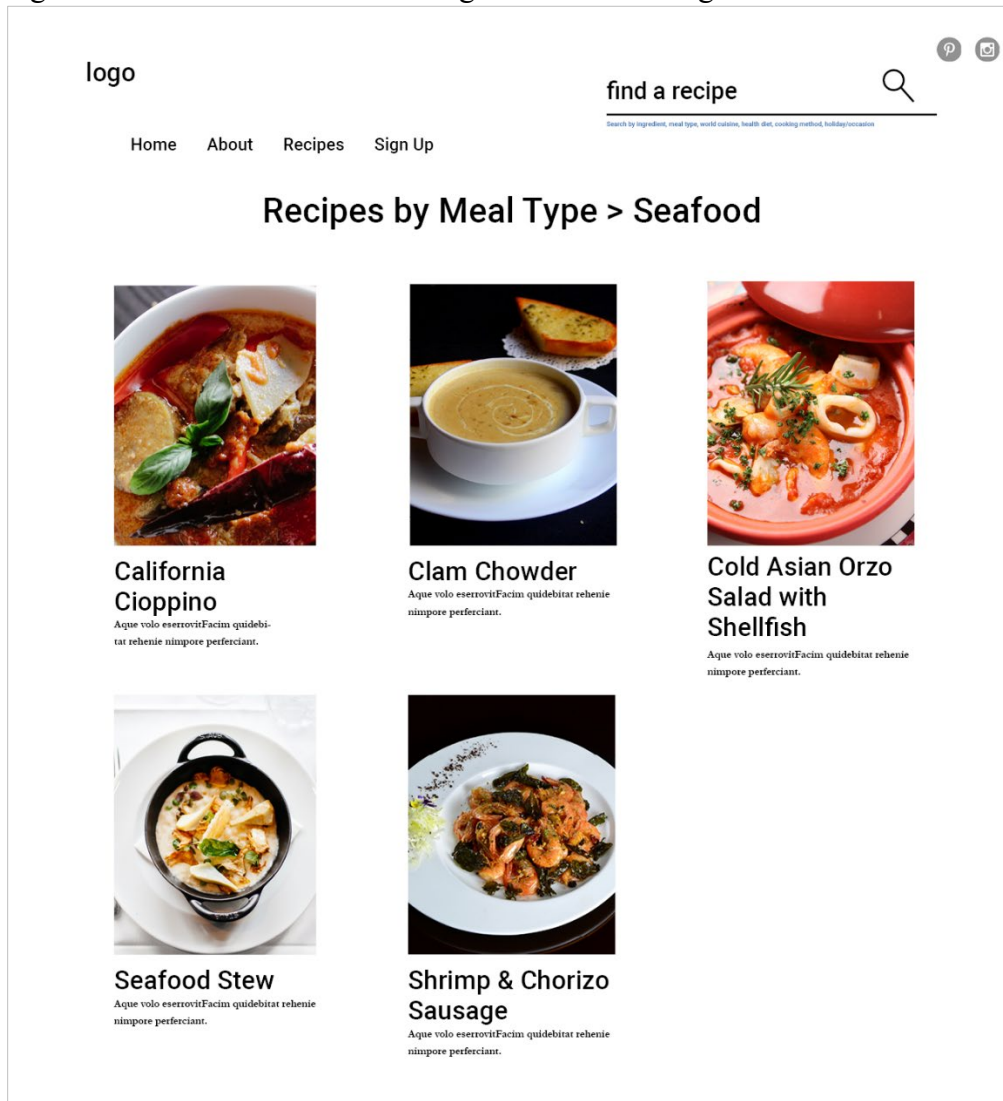 logo
find a recipe
Search by ingredient, meal type, world cuisine, health diet, cooking method, holiday/occasion
Home About Recipes Sign Up
Recipes by Meal Type > Seafood
California
Cioppino
Aque volo eserrovitFacim quidebi-
tat rehenie nimpore perferciant.
Clam Chowder
Aque volo eserrovitFacim quidebitat rehenie
nimpore perferciant.
Cold Asian Orzo
Salad with
Shellfish
Aque volo eserrovitFacim quidebitat rehenie
nimpore perferciant.
Seafood Stew
Aque volo eserrovitFacim quidebitat rehenie
nimpore perferciant.
Shrimp & Chorizo
Sausage
Aque volo eserrovitFacim quidebitat rehenie
nimpore perferciant.